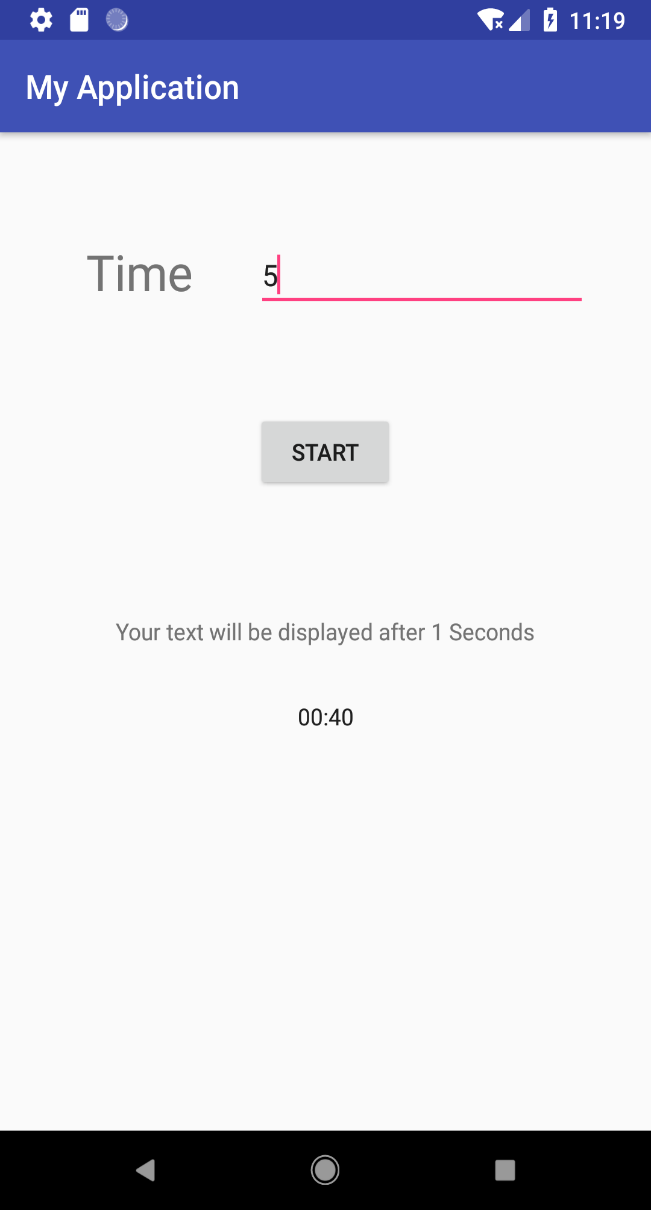 11:19
My Application
Time 5
START
Your text will be displayed after 1 Seconds
00:40